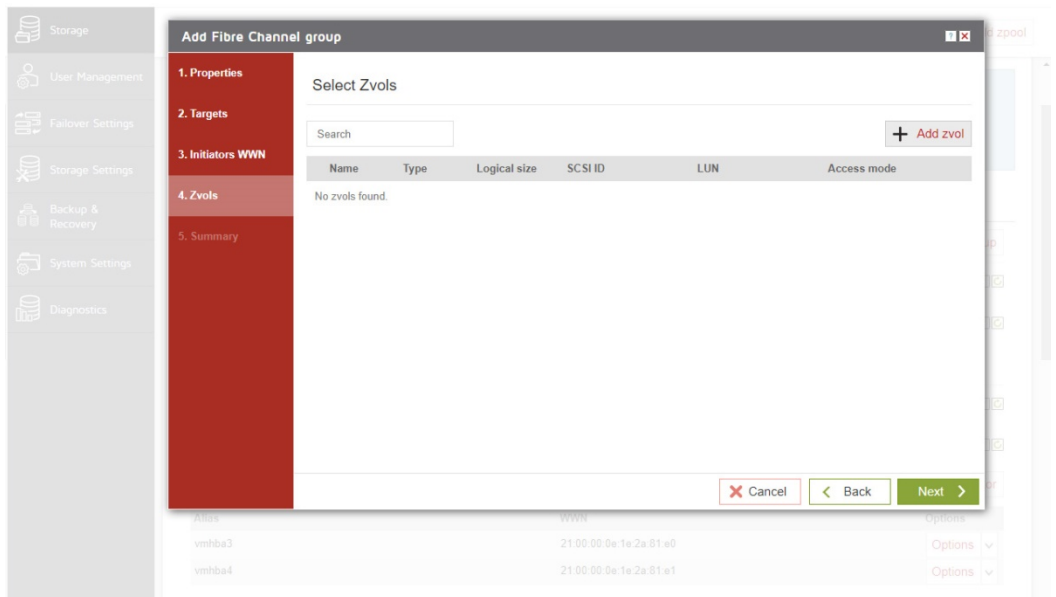 Storage
User Management
Failover Settings
Storage Settings
Backup &
Recovery
System Settings
Diagnostics
d zpool
Add Fibre Channel group
1. Properties
2. Targets
3. Initiators WWN
4. Zvols
5. Summary
Select Zvols
Search
Add zvol
Name Type Logical size SCSI ID LUN Access mode
No zvols found.
Cancel Back Next
Alias WWN Options
vmhba3 21:00:00:0e:1e:2a:81:e0 Options
vmhba4 21:00:00:0e:1e:2a:81:e1 Options